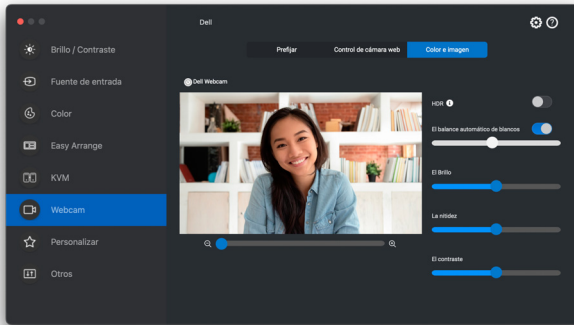 Dell
Brillo / Contraste
Fuente de entrada
Color
Easy Arrange
KVM
Webcam
Personalizar
Otros
Prefijar
Control de cámara web
Color e imagen
Dell Webcam
HDR
El balance automático de blancos
El Brillo
La nitidez
El contraste